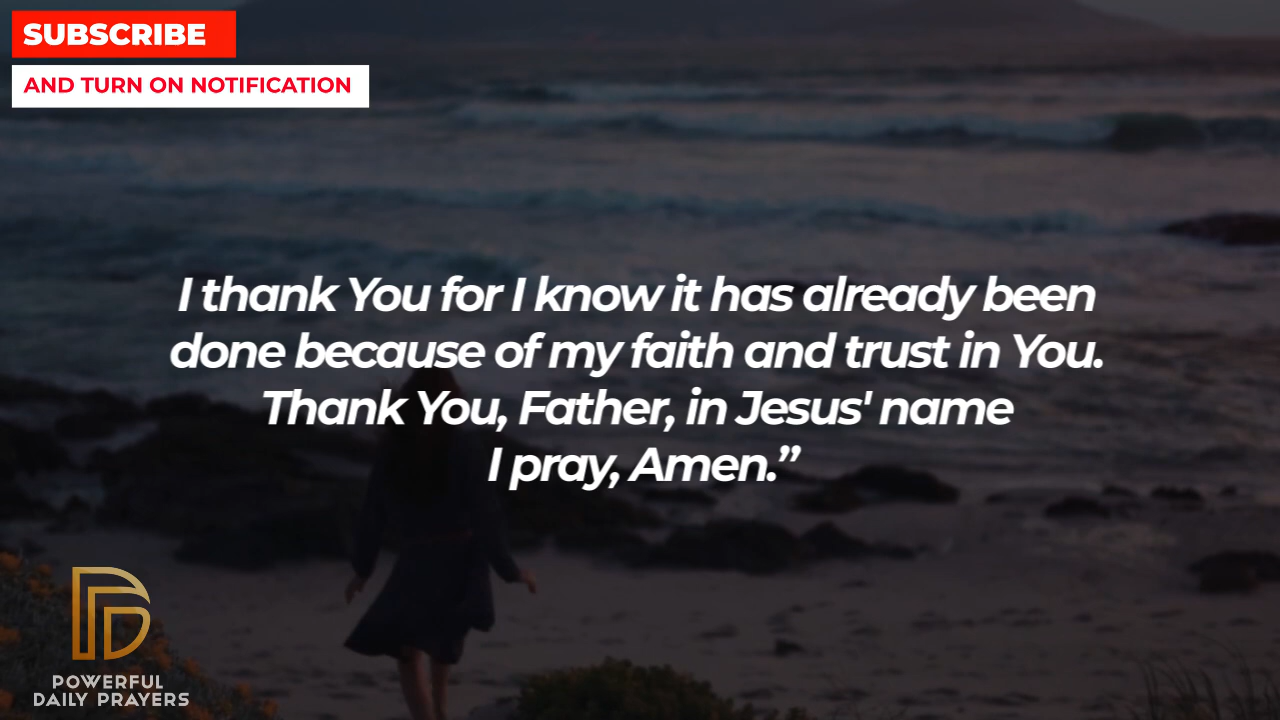 SUBSCRIBE
AND TURN ON NOTIFICATION
I thank You for I know it has already been
done because of my faith and trust in You.
Thank You, Father, in Jesus' name
I pray, Amen.”
POWERFUL
DAILY PRAYERS